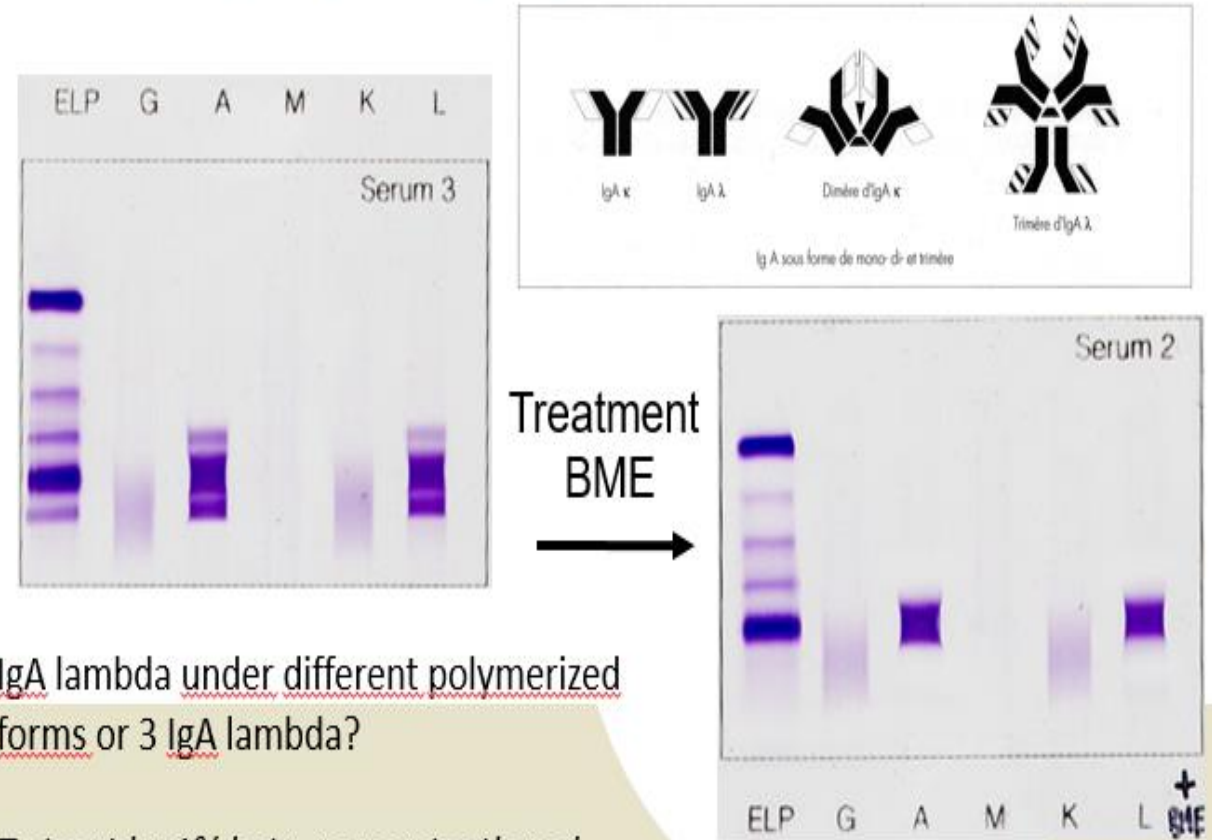 ELP G A M K L
Serum 3
IgA κ
IgA λ
Dimère d'IgA κ
Trimère d'IgA λ
Ig A sous forme de mono- di- et trimère
Treatment
BME
Serum 2
ELP G A M K L + BME
IgA lambda under different polymerized
forms or 3 IgA lambda?